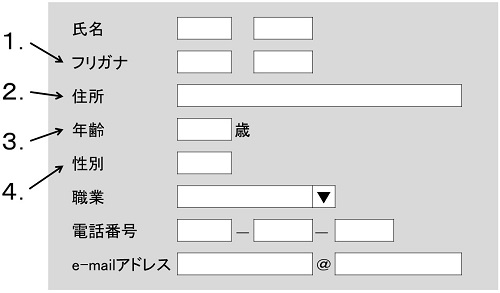 氏名
1. フリガナ
2. 住所
3. 年齢 歳
4. 性別
職業 ▼
電話番号 ― ―
e-mailアドレス @